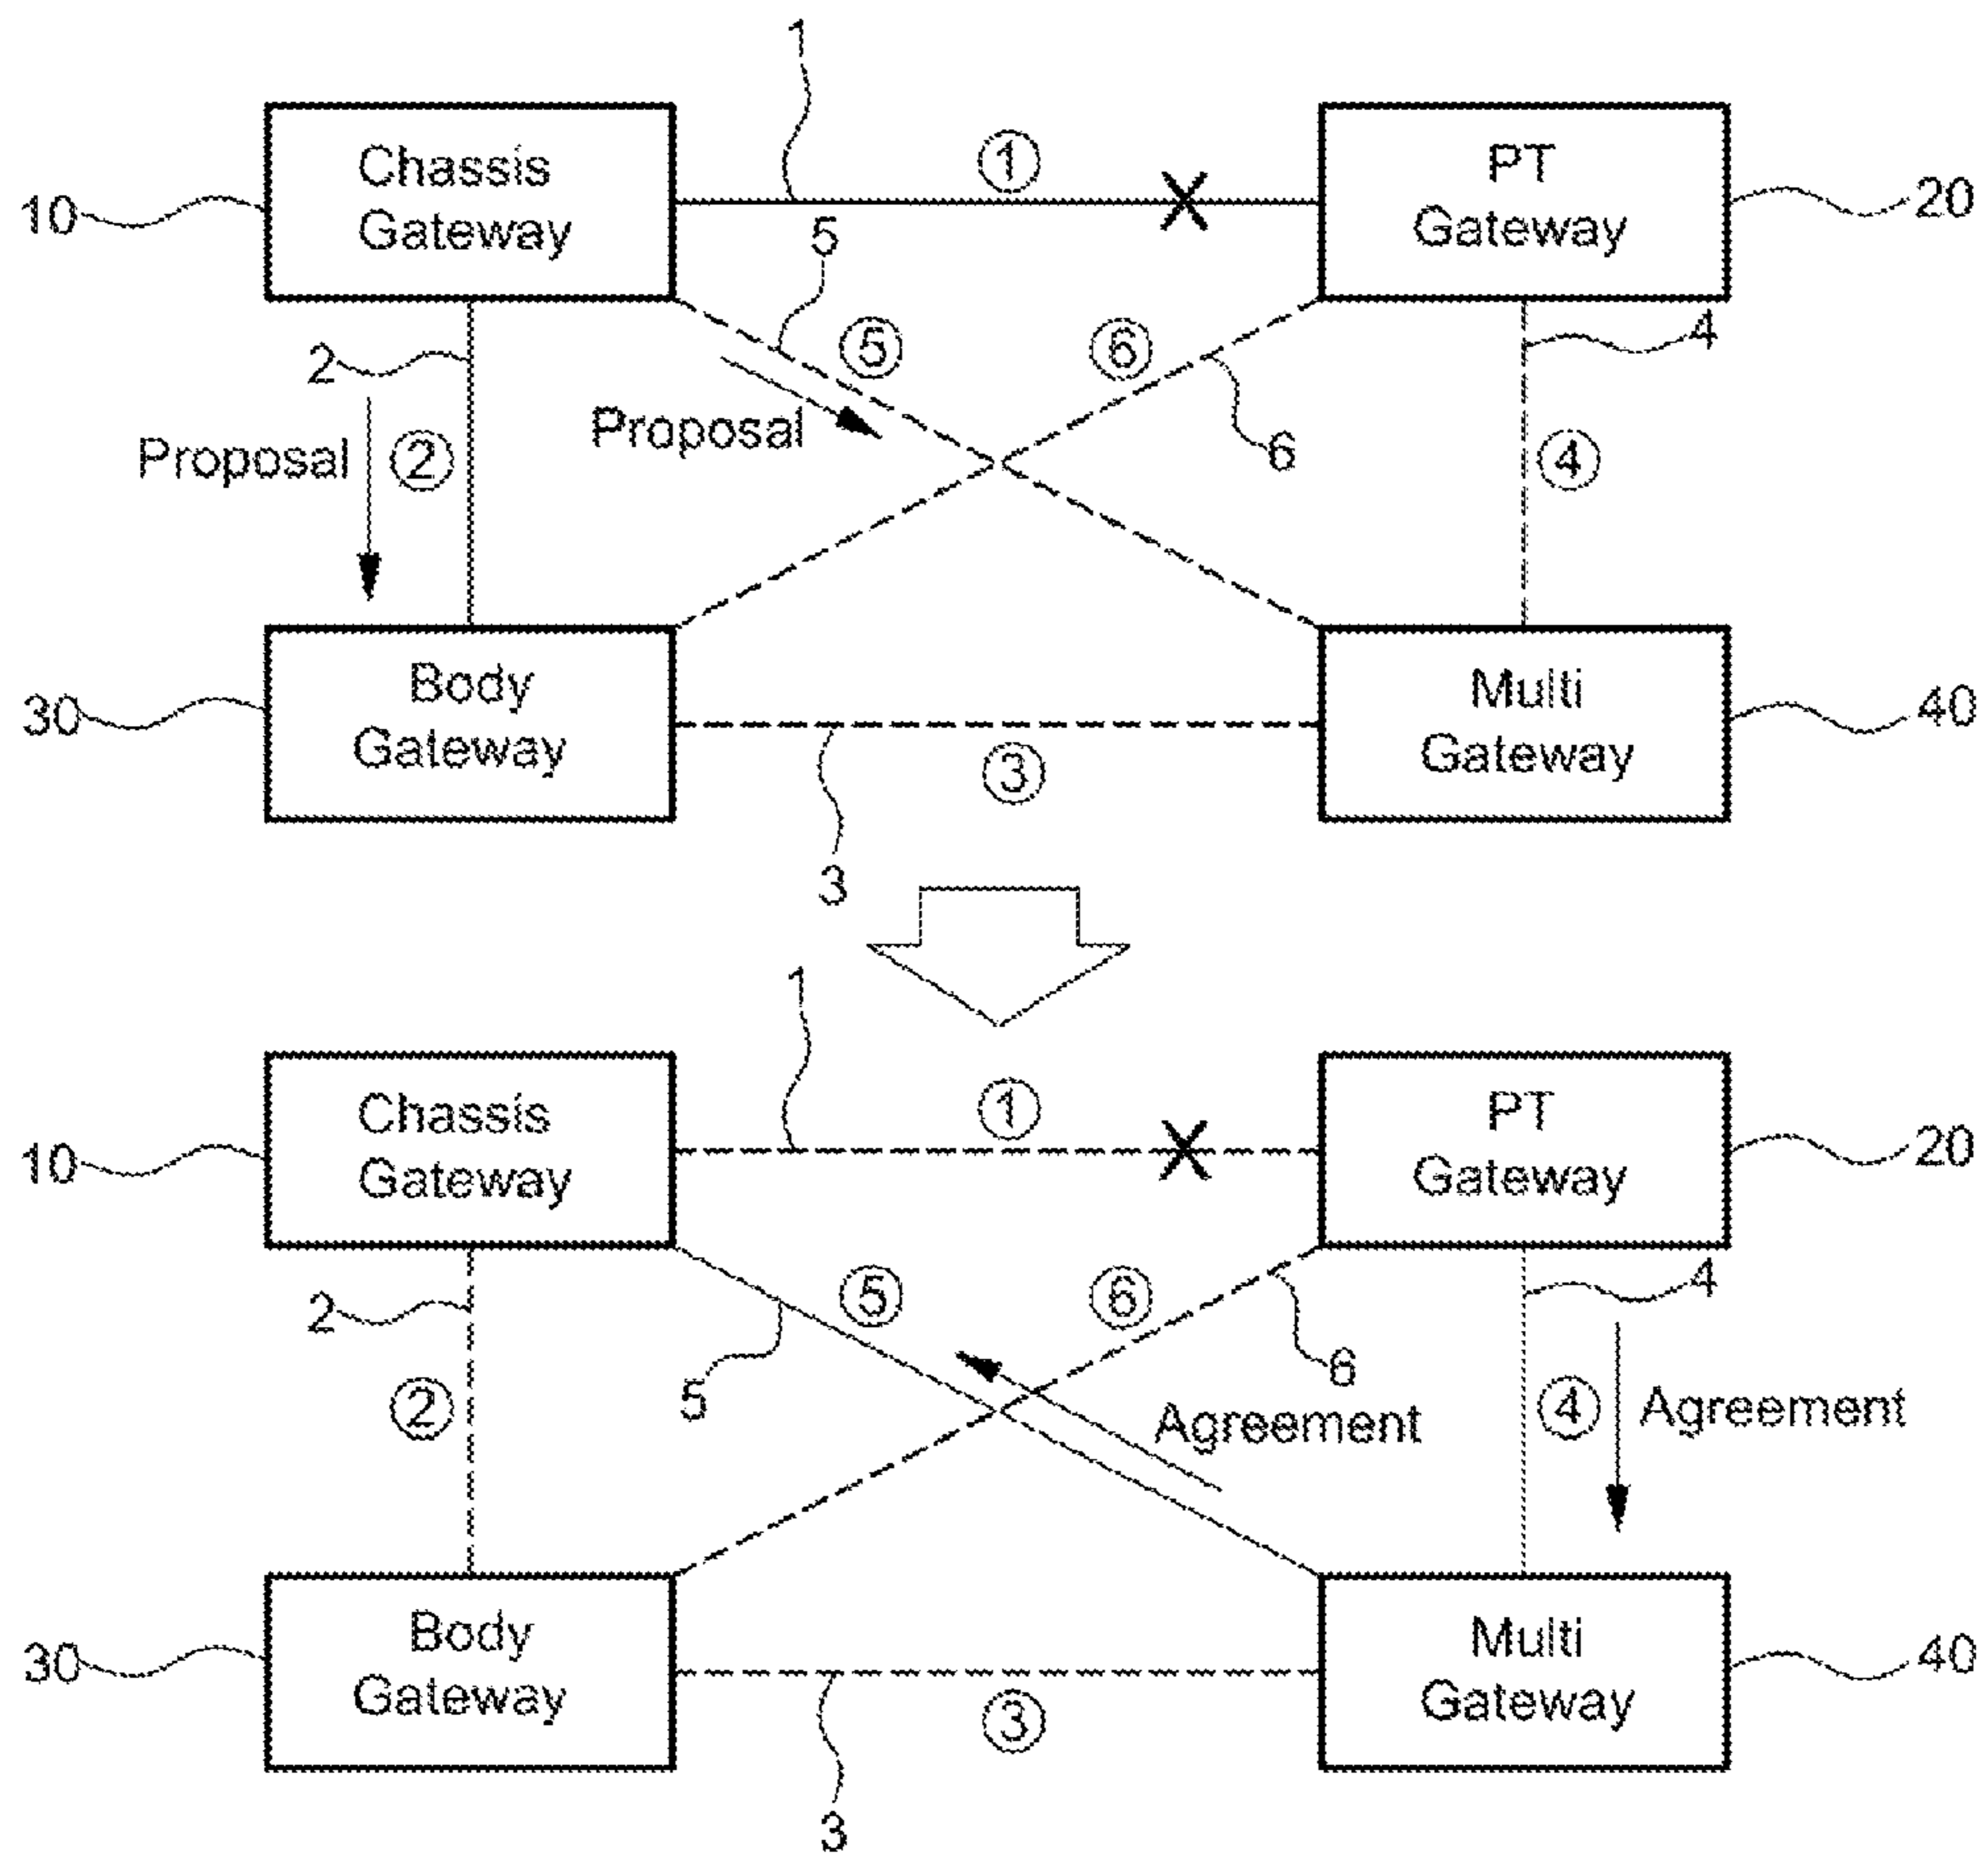 1
Chassis
Gateway
①
PT
Gateway
10
20
5
2
⑤
⑥
4
Proposal
Proposal
②
6
④
30
Body
Gateway
Multi
Gateway
40
③
3
1
Chassis
Gateway
①
PT
Gateway
10
20
2
⑤
⑥
4
5
6
②
Agreement
④
Agreement
30
Body
Gateway
Multi
Gateway
40
③
3